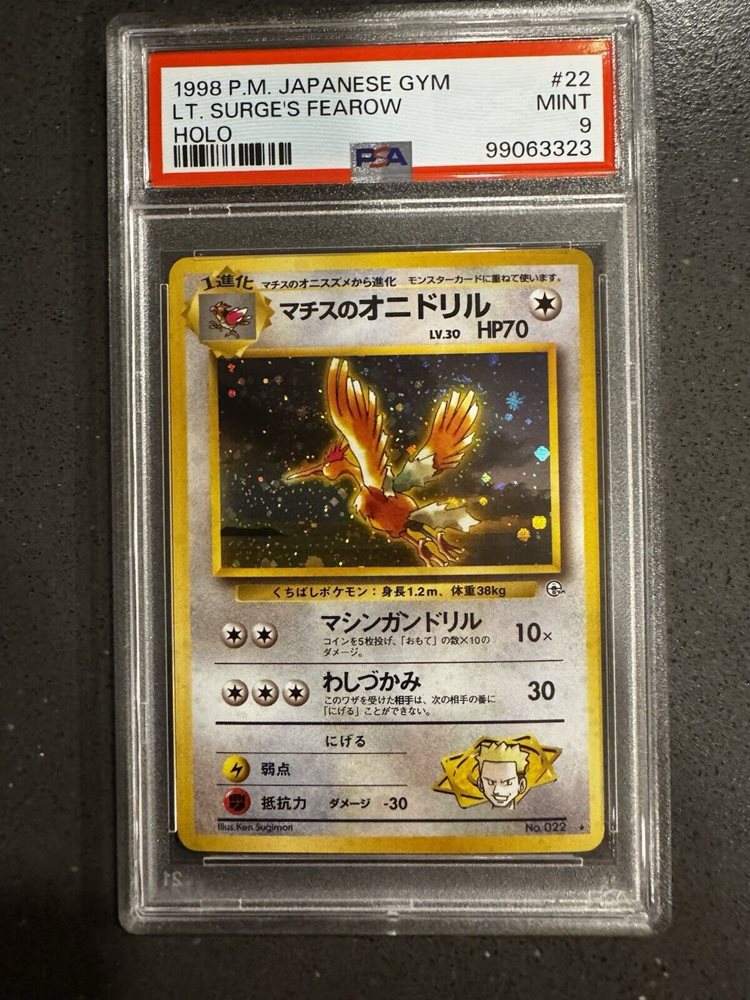 1998 P.M. JAPANESE GYM #22
LT. SURGE'S FEAROW MINT
HOLO 9
PSA 99063323
1進化 マチスのオニスズメから進化 モンスターカードに重ねて使います。
マチスのオニドリル
LV.30 HP70
くちばしポケモン：身長1.2m、体重38kg
マシンガンドリル 10×
コインを5枚投げ、「おもて」の数×10の
ダメージ。
わしづかみ 30
このワザを受けた相手は、次の相手の番に
「にげる」ことができない。
にげる
弱点
抵抗力 ダメージ -30
Illus.Ken Sugimori No.022 ★